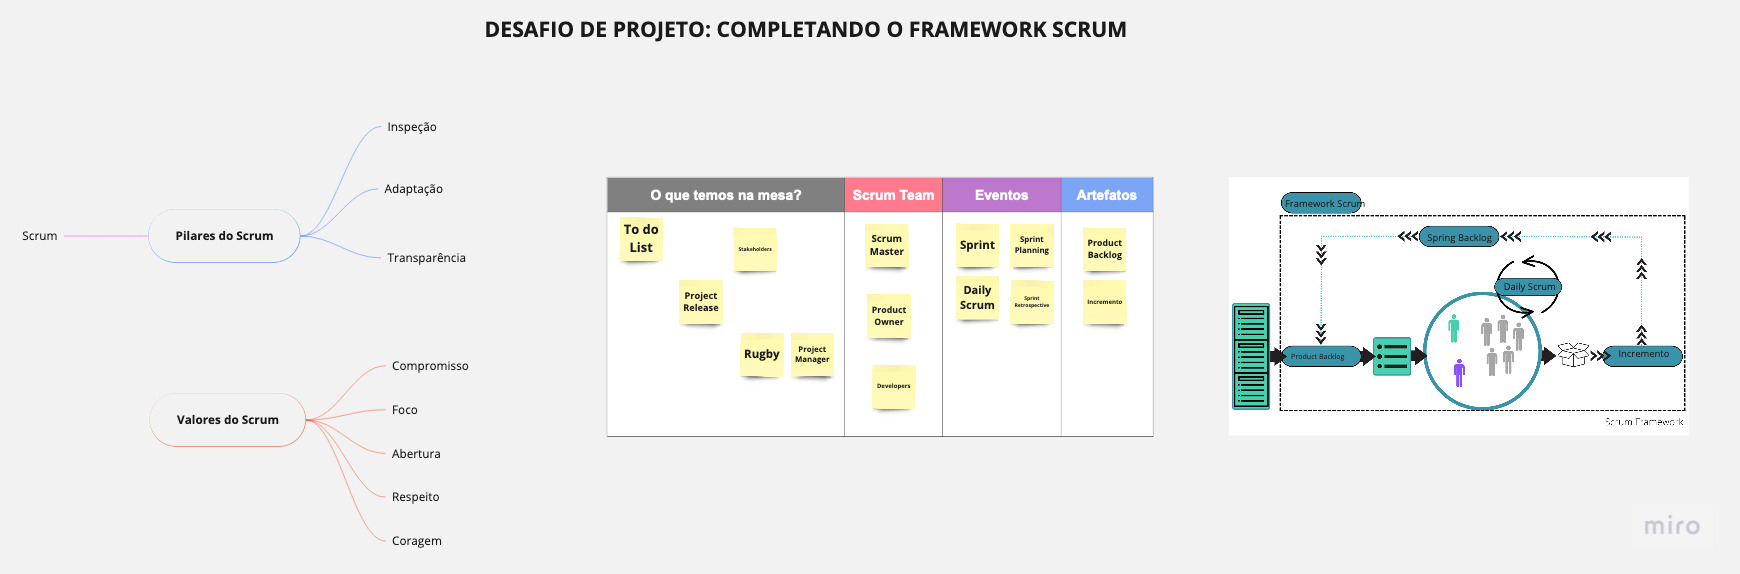 DESAFIO DE PROJETO: COMPLETANDO O FRAMEWORK SCRUM
Scrum
Pilares do Scrum
Inspeção
Adaptação
Transparência
Valores do Scrum
Compromisso
Foco
Abertura
Respeito
Coragem
O que temos na mesa?
Scrum Team
Eventos
Artefatos
To do
List
Stakeholders
Project
Release
Rugby
Project
Manager
Scrum
Master
Product
Owner
Developers
Sprint
Sprint
Planning
Daily
Scrum
Sprint
Retrospective
Product
Backlog
Incremento
Framework Scrum
Spring Backlog
Daily Scrum
Product Backlog
Incremento
Scrum Framework
miro